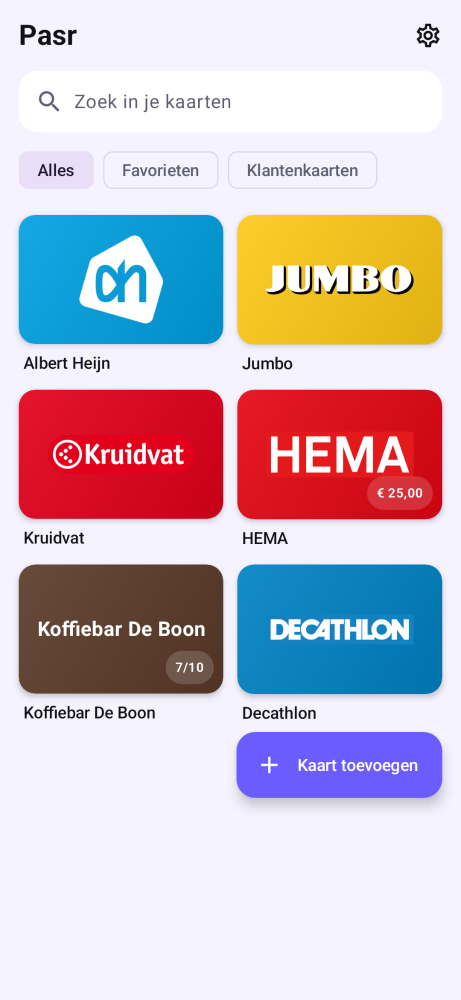 Pasr
Zoek in je kaarten
Alles
Favorieten
Klantenkaarten
ah
JUMBO
Albert Heijn
Jumbo
Kruidvat
HEMA
€ 25,00
Kruidvat
HEMA
Koffiebar De Boon
7/10
DECATHLON
Koffiebar De Boon
Decathlon
Kaart toevoegen